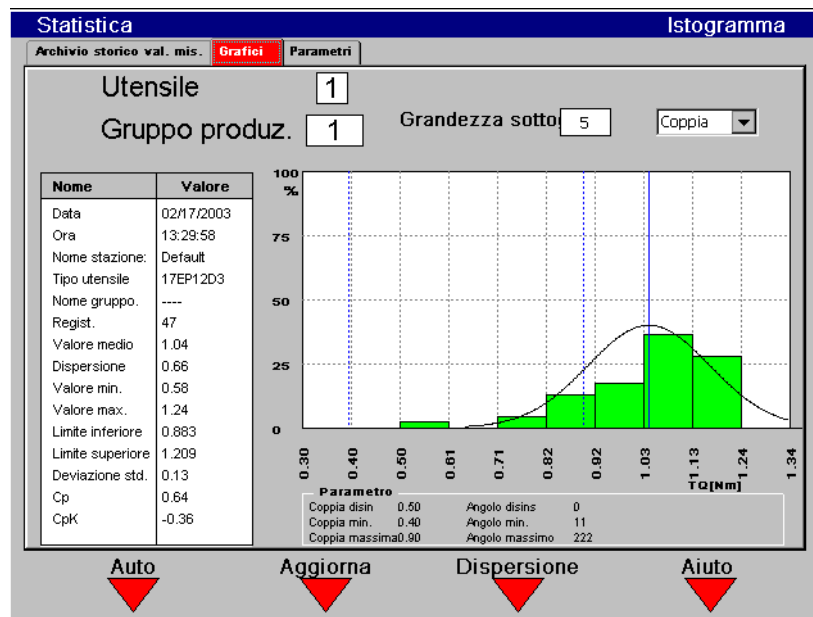 Statistica Istogramma
Archivio storico val. mis. Grafici Parametri
Utensile 1
Gruppo produz. 1 Grandezza sotto 5 Coppia
Nome Valore
Data 02/17/2003
Ora 13:29:58
Nome stazione: Default
Tipo utensile 17EP12D3
Nome gruppo. ----
Regist. 47
Valore medio 1.04
Dispersione 0.66
Valore min. 0.58
Valore max. 1.24
Limite inferiore 0.883
Limite superiore 1.209
Deviazione std. 0.13
Cp 0.64
CpK -0.36
100
%
75
50
25
0
0.30 0.40 0.50 0.61 0.71 0.82 0.92 1.03 1.13 1.24 1.34
TQ[Nm]
Parametro
Coppia disin 0.50 Angolo disins 0
Coppia min. 0.40 Angolo min. 11
Coppia massima 0.90 Angolo massimo 222
Auto Aggiorna Dispersione Aiuto